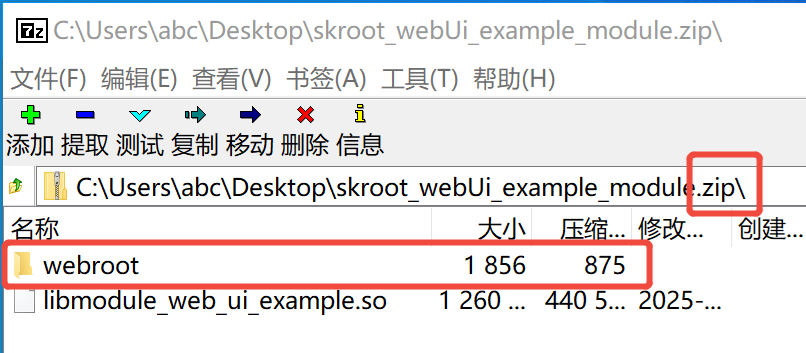 7z C:\Users\abc\Desktop\skroot_webUi_example_module.zip\
文件(F) 编辑(E) 查看(V) 书签(A) 工具(T) 帮助(H)
添加 提取 测试 复制 移动 删除 信息
C:\Users\abc\Desktop\skroot_webUi_example_module.zip\
名称 大小 压缩... 修改... 创建...
webroot 1 856 875
libmodule_web_ui_example.so 1 260 ... 440 5... 2025-...